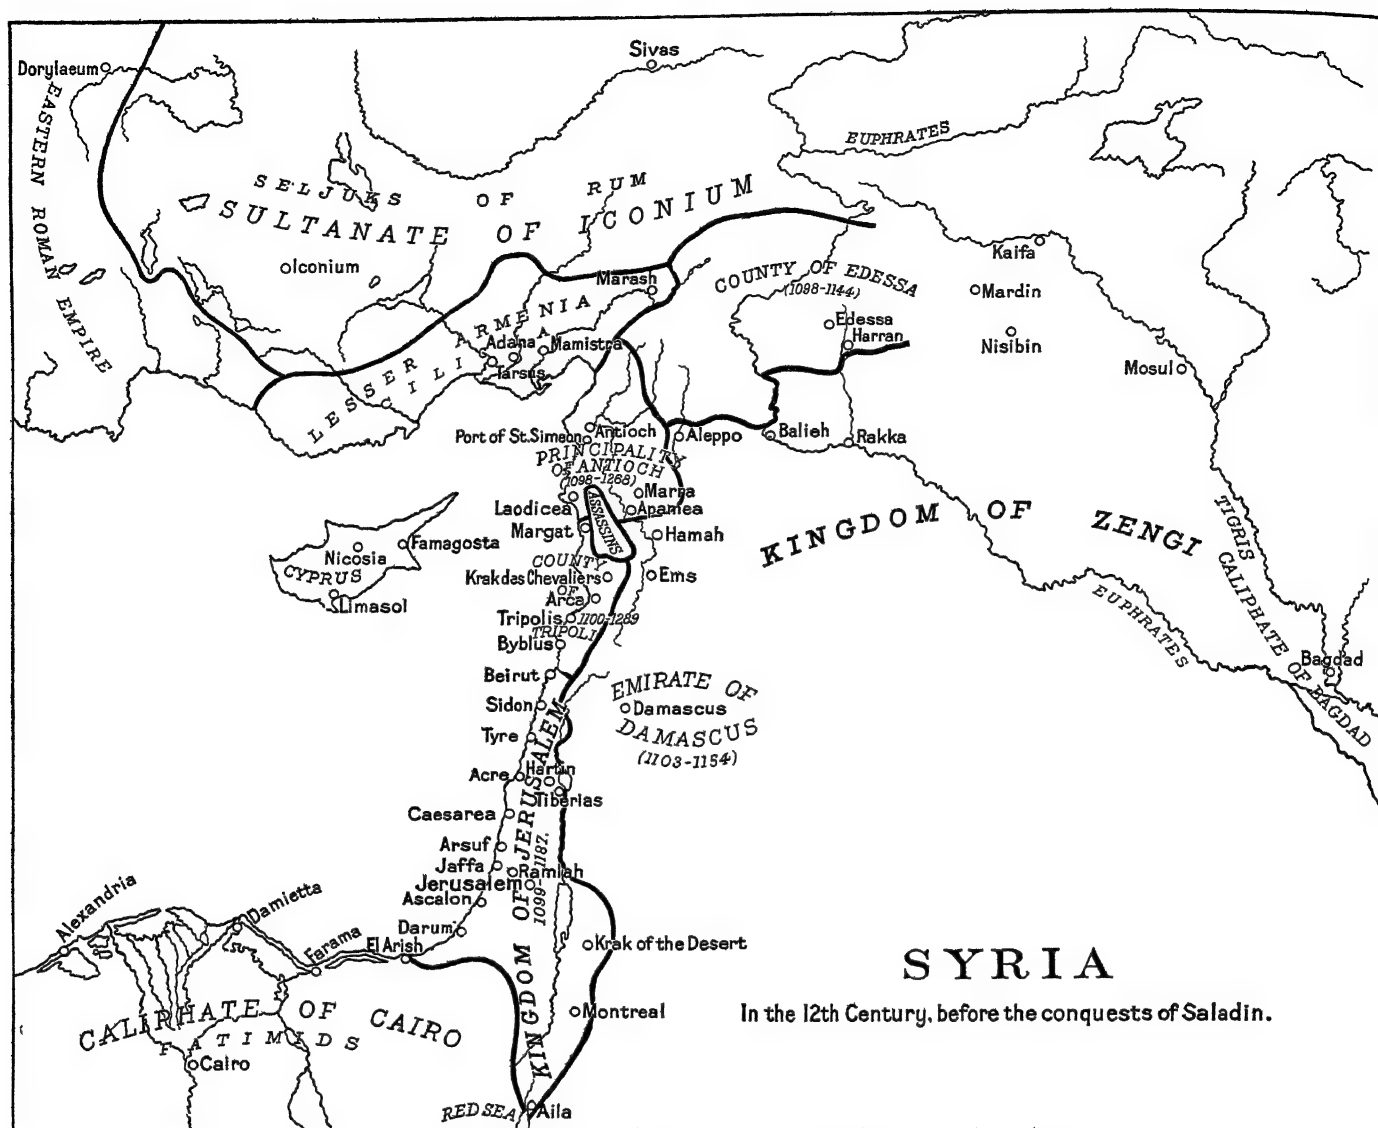 Sivas
Dorylaeum
EASTERN ROMAN EMPIRE
EUPHRATES
SELJUKS OF RUM
SULTANATE OF ICONIUM
Iconium
Kaifa
COUNTY OF EDESSA
(1098-1144)
Mardin
Marash
LESSER ARMENIA
CILICIA
Edessa
Harran
Nisibin
Adana
Mamistra
Tarsus
Mosul
Antioch
Port of St.Simeon
Aleppo
Balieh
Rakka
PRINCIPALITY
OF ANTIOCH
(1098-1268)
Marra
ASSASSINS
Laodicea
Apamea
Margat
Hamah
KINGDOM OF ZENGI
TIGRIS
Famagosta
Nicosia
CYPRUS
Limasol
COUNTY
Krak das Chevaliers
Ems
OF
Arca
Tripolis
1100-1289
TRIPOLI
Byblus
EUPHRATES
CALIPHATE OF BAGDAD
Bagdad
Beirut
EMIRATE OF
Sidon
Damascus
DAMASCUS
(1103-1154)
Tyre
Hartin
Acre
Tiberias
Caesarea
KINGDOM OF JERUSALEM
1099-1187.
Arsuf
Jaffa
Ramlah
Jerusalem
Ascalon
Alexandria
Damietta
Farama
Darum
El Arish
Krak of the Desert
SYRIA
Montreal
In the 12th Century, before the conquests of Saladin.
CALIPHATE OF CAIRO
FATIMIDS
Cairo
RED SEA
Aila